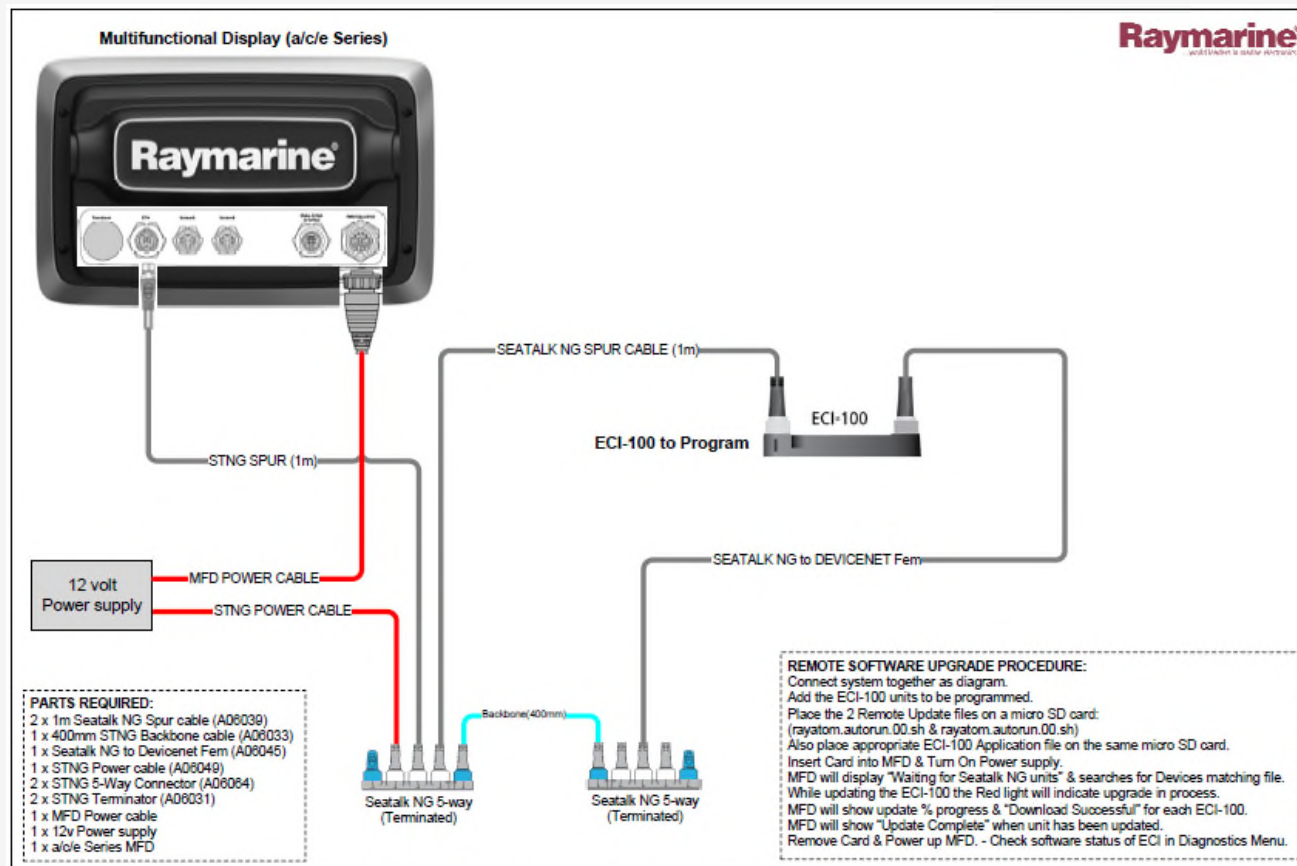 Multifunctional Display (a/c/e Series)
Raymarine®
Raymarine®
SEATALK NG SPUR CABLE (1m)
ECI-100
ECI-100 to Program
STNG SPUR (1m)
SEATALK NG to DEVICENET Fem
12 volt
Power supply
MFD POWER CABLE
STNG POWER CABLE
Backbone(400mm)
Seatalk NG 5-way
(Terminated)
Seatalk NG 5-way
(Terminated)
PARTS REQUIRED:
2 x 1m Seatalk NG Spur cable (A06039)
1 x 400mm STNG Backbone cable (A06033)
1 x Seatalk NG to Devicenet Fem (A06045)
1 x STNG Power cable (A06049)
2 x STNG 5-Way Connector (A06064)
2 x STNG Terminator (A06031)
1 x MFD Power cable
1 x 12v Power supply
1 x a/c/e Series MFD
REMOTE SOFTWARE UPGRADE PROCEDURE:
Connect system together as diagram.
Add the ECI-100 units to be programmed.
Place the 2 Remote Update files on a micro SD card:
(rayatom.autorun.00.sh & rayatom.autorun.00.sh)
Also place appropriate ECI-100 Application file on the same micro SD card.
Insert Card into MFD & Turn On Power supply.
MFD will display "Waiting for Seatalk NG units" & searches for Devices matching file.
While updating the ECI-100 the Red light will indicate upgrade in process.
MFD will show update % progress & "Download Successful" for each ECI-100.
MFD will show "Update Complete" when unit has been updated.
Remove Card & Power up MFD. - Check software status of ECI in Diagnostics Menu.